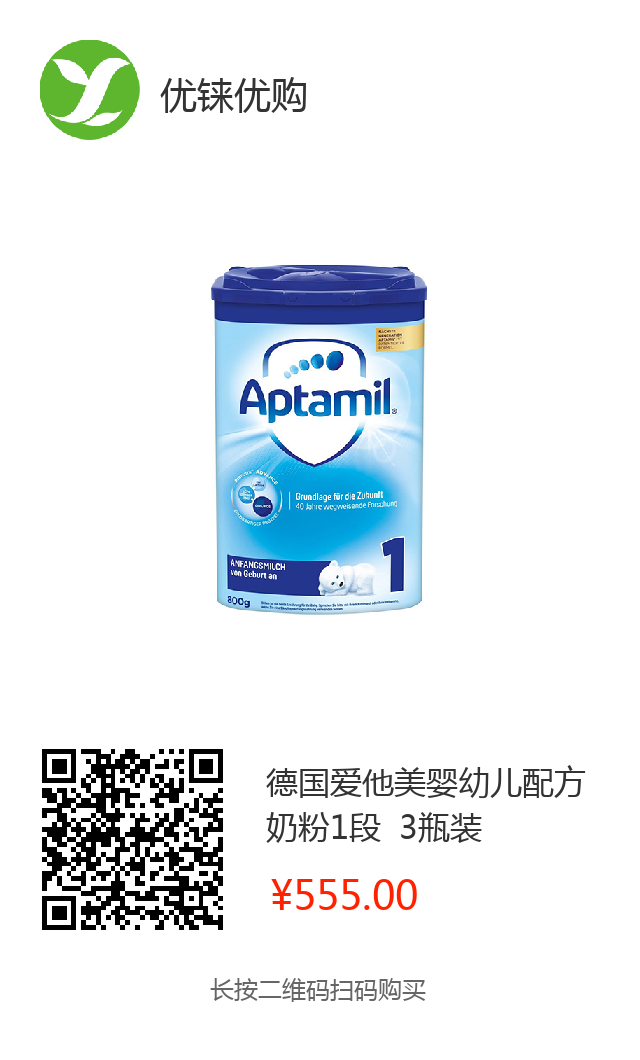 优铼优购
Aptamil®
Grundlage für die Zukunft
40 Jahre wegweisende Forschung
ANFANGSMILCH
von Geburt an
1
800g
德国爱他美婴幼儿配方
奶粉1段 3瓶装
¥555.00
长按二维码扫码购买